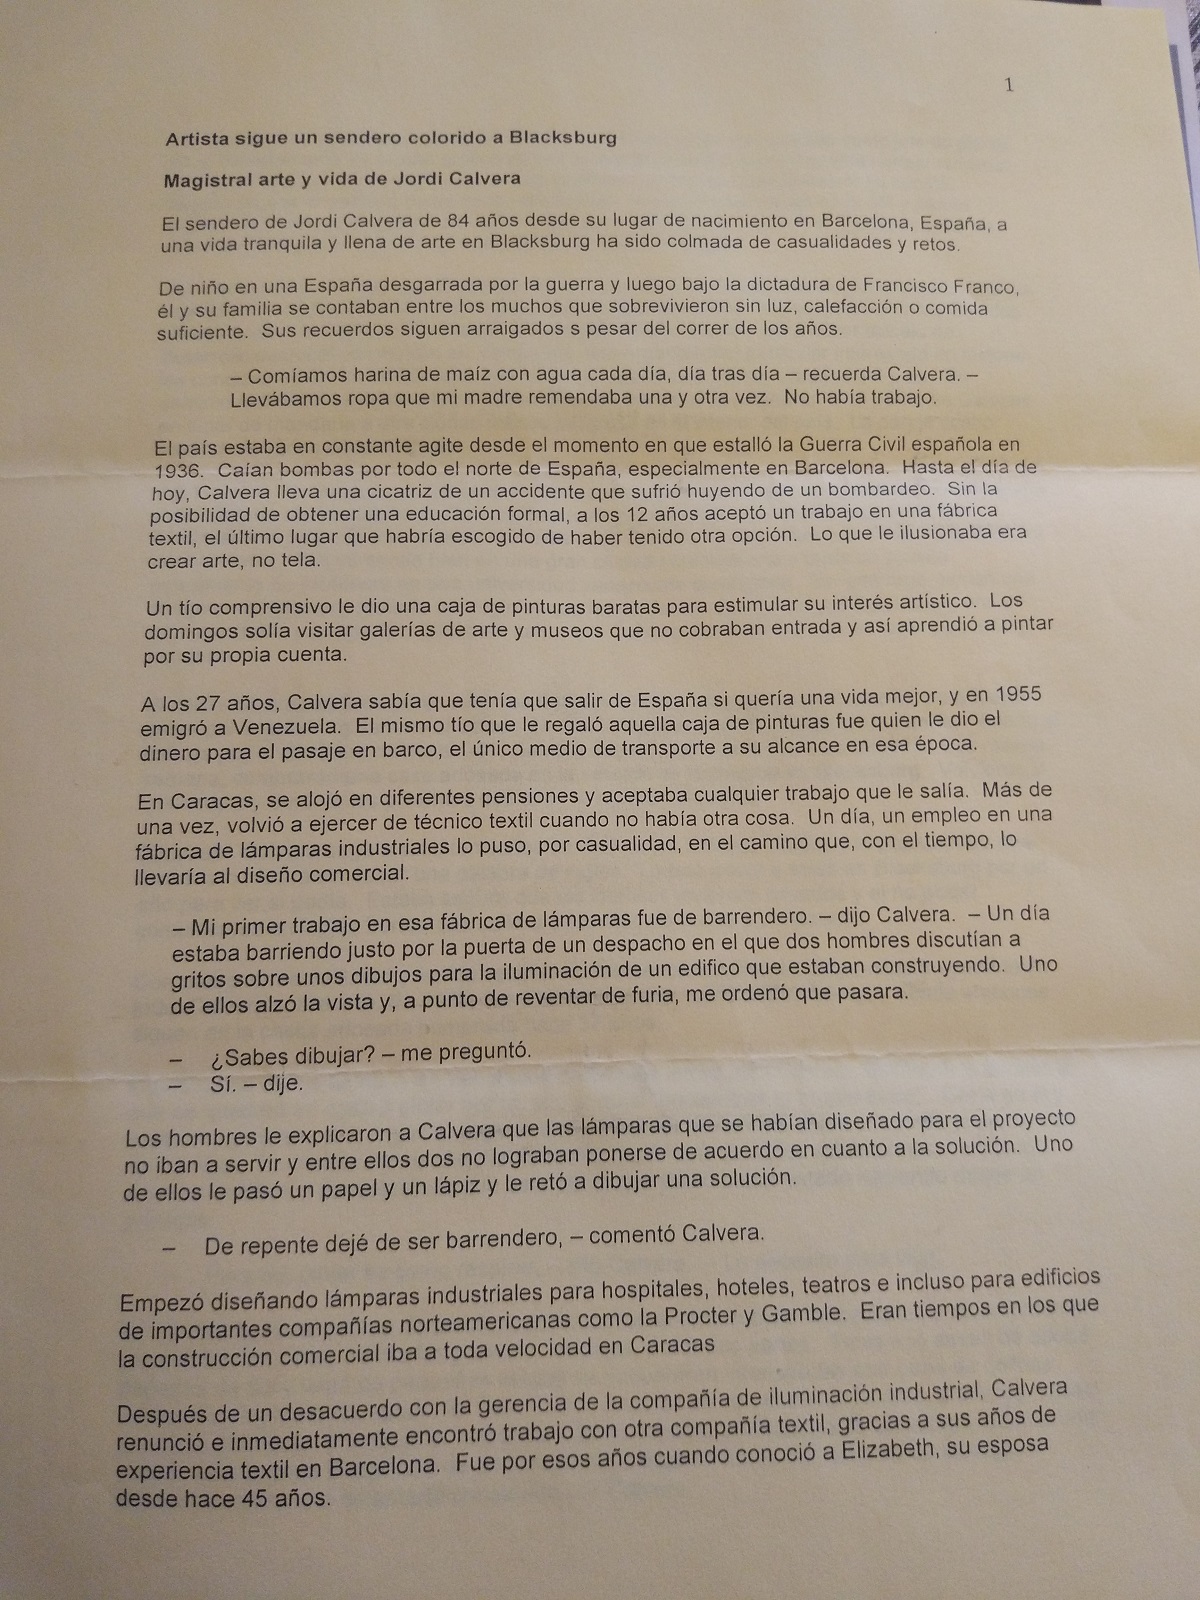 1
Artista sigue un sendero colorido a Blacksburg
Magistral arte y vida de Jordi Calvera
El sendero de Jordi Calvera de 84 años desde su lugar de nacimiento en Barcelona, España, a
una vida tranquila y llena de arte en Blacksburg ha sido colmada de casualidades y retos.
De niño en una España desgarrada por la guerra y luego bajo la dictadura de Francisco Franco,
él y su familia se contaban entre los muchos que sobrevivieron sin luz, calefacción o comida
suficiente. Sus recuerdos siguen arraigados s pesar del correr de los años.
– Comíamos harina de maíz con agua cada día, día tras día – recuerda Calvera. –
Llevábamos ropa que mi madre remendaba una y otra vez. No había trabajo.
El país estaba en constante agite desde el momento en que estalló la Guerra Civil española en
1936. Caían bombas por todo el norte de España, especialmente en Barcelona. Hasta el día de
hoy, Calvera lleva una cicatriz de un accidente que sufrió huyendo de un bombardeo. Sin la
posibilidad de obtener una educación formal, a los 12 años aceptó un trabajo en una fábrica
textil, el último lugar que habría escogido de haber tenido otra opción. Lo que le ilusionaba era
crear arte, no tela.
Un tío comprensivo le dio una caja de pinturas baratas para estimular su interés artístico. Los
domingos solía visitar galerías de arte y museos que no cobraban entrada y así aprendió a pintar
por su propia cuenta.
A los 27 años, Calvera sabía que tenía que salir de España si quería una vida mejor, y en 1955
emigró a Venezuela. El mismo tío que le regaló aquella caja de pinturas fue quien le dio el
dinero para el pasaje en barco, el único medio de transporte a su alcance en esa época.
En Caracas, se alojó en diferentes pensiones y aceptaba cualquier trabajo que le salía. Más de
una vez, volvió a ejercer de técnico textil cuando no había otra cosa. Un día, un empleo en una
fábrica de lámparas industriales lo puso, por casualidad, en el camino que, con el tiempo, lo
llevaría al diseño comercial.
– Mi primer trabajo en esa fábrica de lámparas fue de barrendero. – dijo Calvera. – Un día
estaba barriendo justo por la puerta de un despacho en el que dos hombres discutían a
gritos sobre unos dibujos para la iluminación de un edifico que estaban construyendo. Uno
de ellos alzó la vista y, a punto de reventar de furia, me ordenó que pasara.
– ¿Sabes dibujar? – me preguntó.
– Sí. – dije.
Los hombres le explicaron a Calvera que las lámparas que se habían diseñado para el proyecto
no iban a servir y entre ellos dos no lograban ponerse de acuerdo en cuanto a la solución. Uno
de ellos le pasó un papel y un lápiz y le retó a dibujar una solución.
– De repente dejé de ser barrendero, – comentó Calvera.
Empezó diseñando lámparas industriales para hospitales, hoteles, teatros e incluso para edificios
de importantes compañías norteamericanas como la Procter y Gamble. Eran tiempos en los que
la construcción comercial iba a toda velocidad en Caracas
Después de un desacuerdo con la gerencia de la compañía de iluminación industrial, Calvera
renunció e inmediatamente encontró trabajo con otra compañía textil, gracias a sus años de
experiencia textil en Barcelona. Fue por esos años cuando conoció a Elizabeth, su esposa
desde hace 45 años.